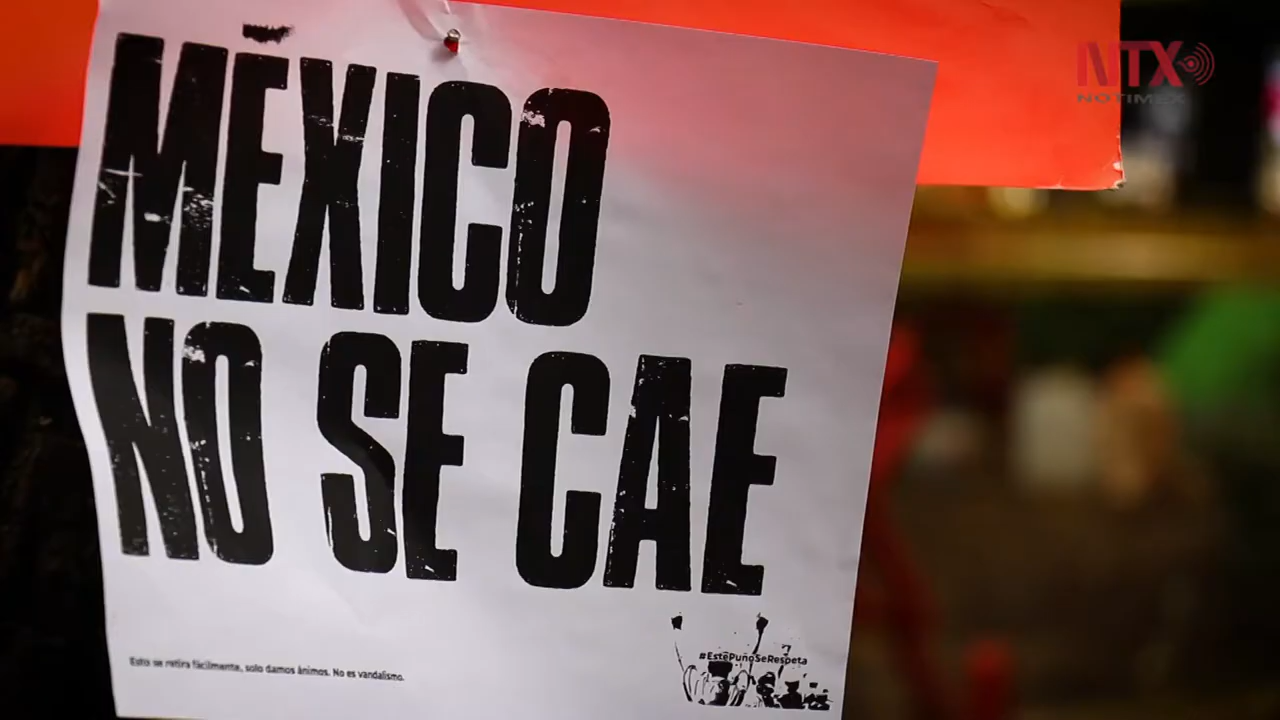 NTX
NOTIMEX
MÉXICO
NO SE CAE
#EstePuñoSeRespeta
Esto se retira fácilmente, solo damos ánimos. No es vandalismo.